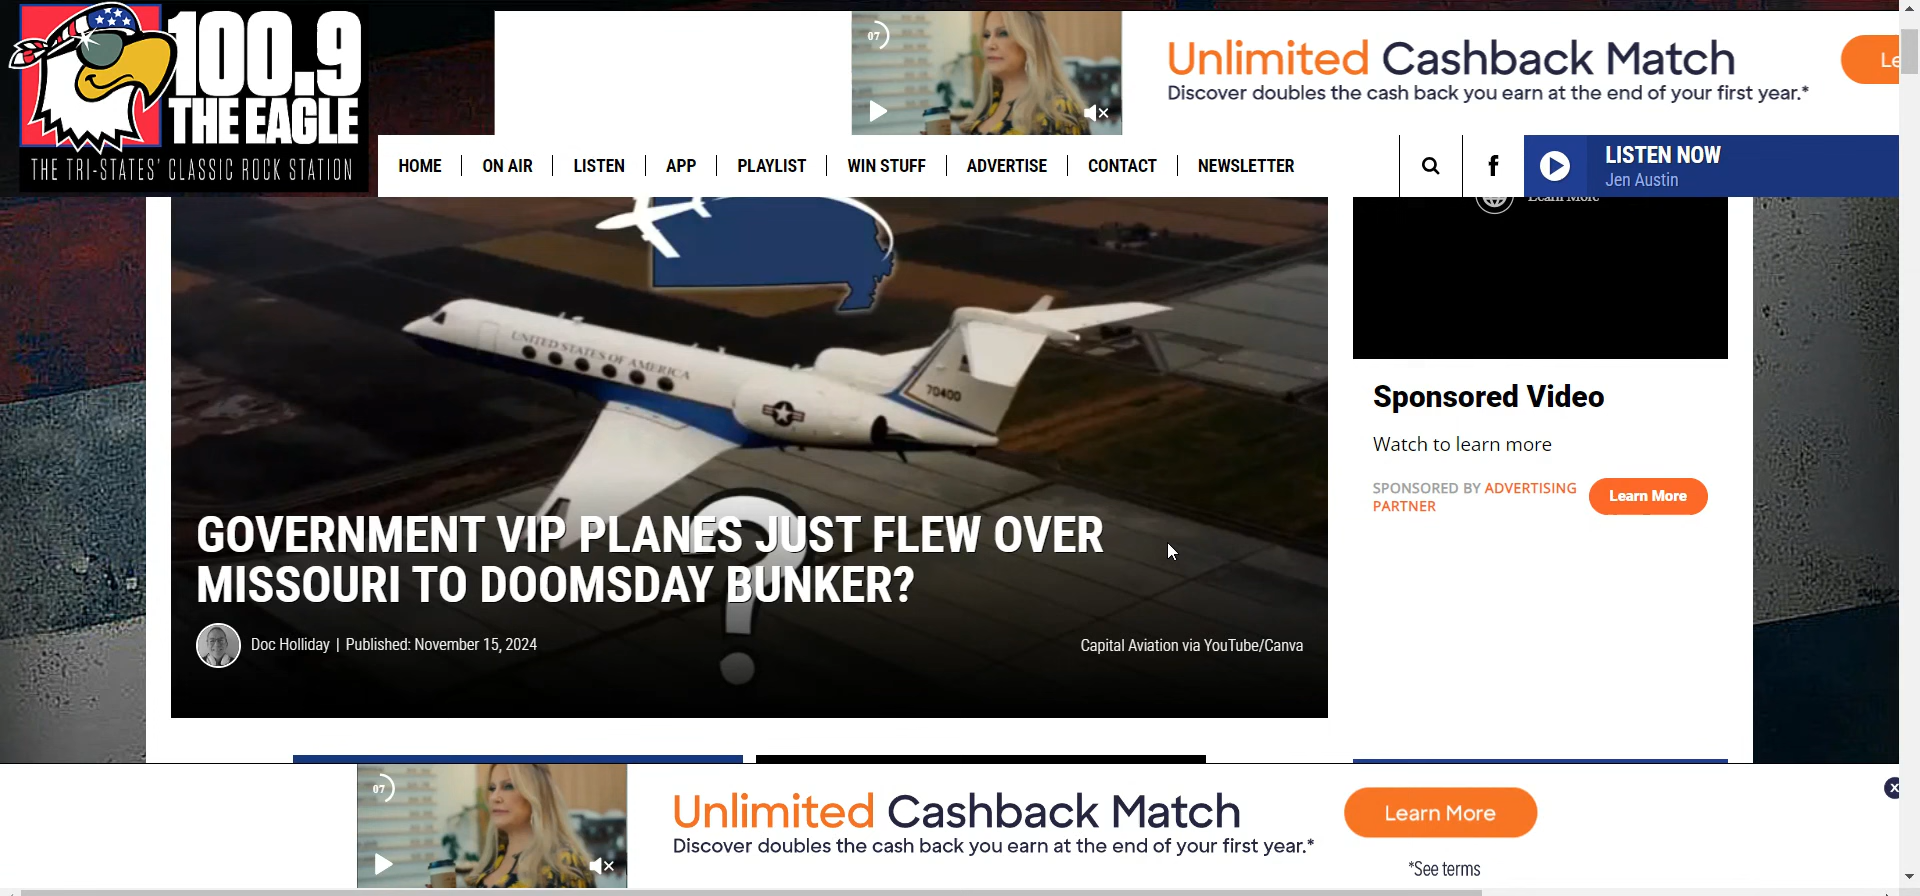 100.9
THE EAGLE
THE TRI-STATES' CLASSIC ROCK STATION
07
Unlimited Cashback Match
Discover doubles the cash back you earn at the end of your first year.*
Le
HOME
ON AIR
LISTEN
APP
PLAYLIST
WIN STUFF
ADVERTISE
CONTACT
NEWSLETTER
LISTEN NOW
Jen Austin
Learn More
UNITED STATES OF AMERICA
70400
GOVERNMENT VIP PLANES JUST FLEW OVER
MISSOURI TO DOOMSDAY BUNKER?
?
Doc Holliday | Published: November 15, 2024
Capital Aviation via YouTube/Canva
Sponsored Video
Watch to learn more
SPONSORED BY ADVERTISING
PARTNER
Learn More
07
Unlimited Cashback Match
Discover doubles the cash back you earn at the end of your first year.*
Learn More
*See terms
X